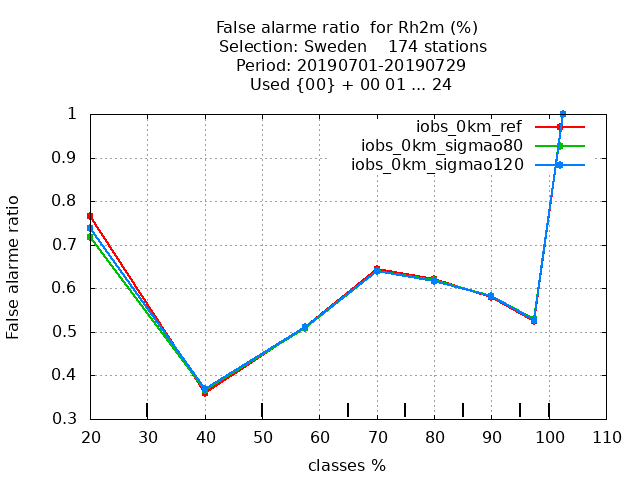 False alarme ratio  for Rh2m (%)
Selection: Sweden    174 stations
Period: 20190701-20190729
Used {00} + 00 01 ... 24
iobs_0km_ref
iobs_0km_sigmao80
iobs_0km_sigmao120
False alarme ratio
1
0.9
0.8
0.7
0.6
0.5
0.4
0.3
20 30 40 50 60 70 80 90 100 110
classes %